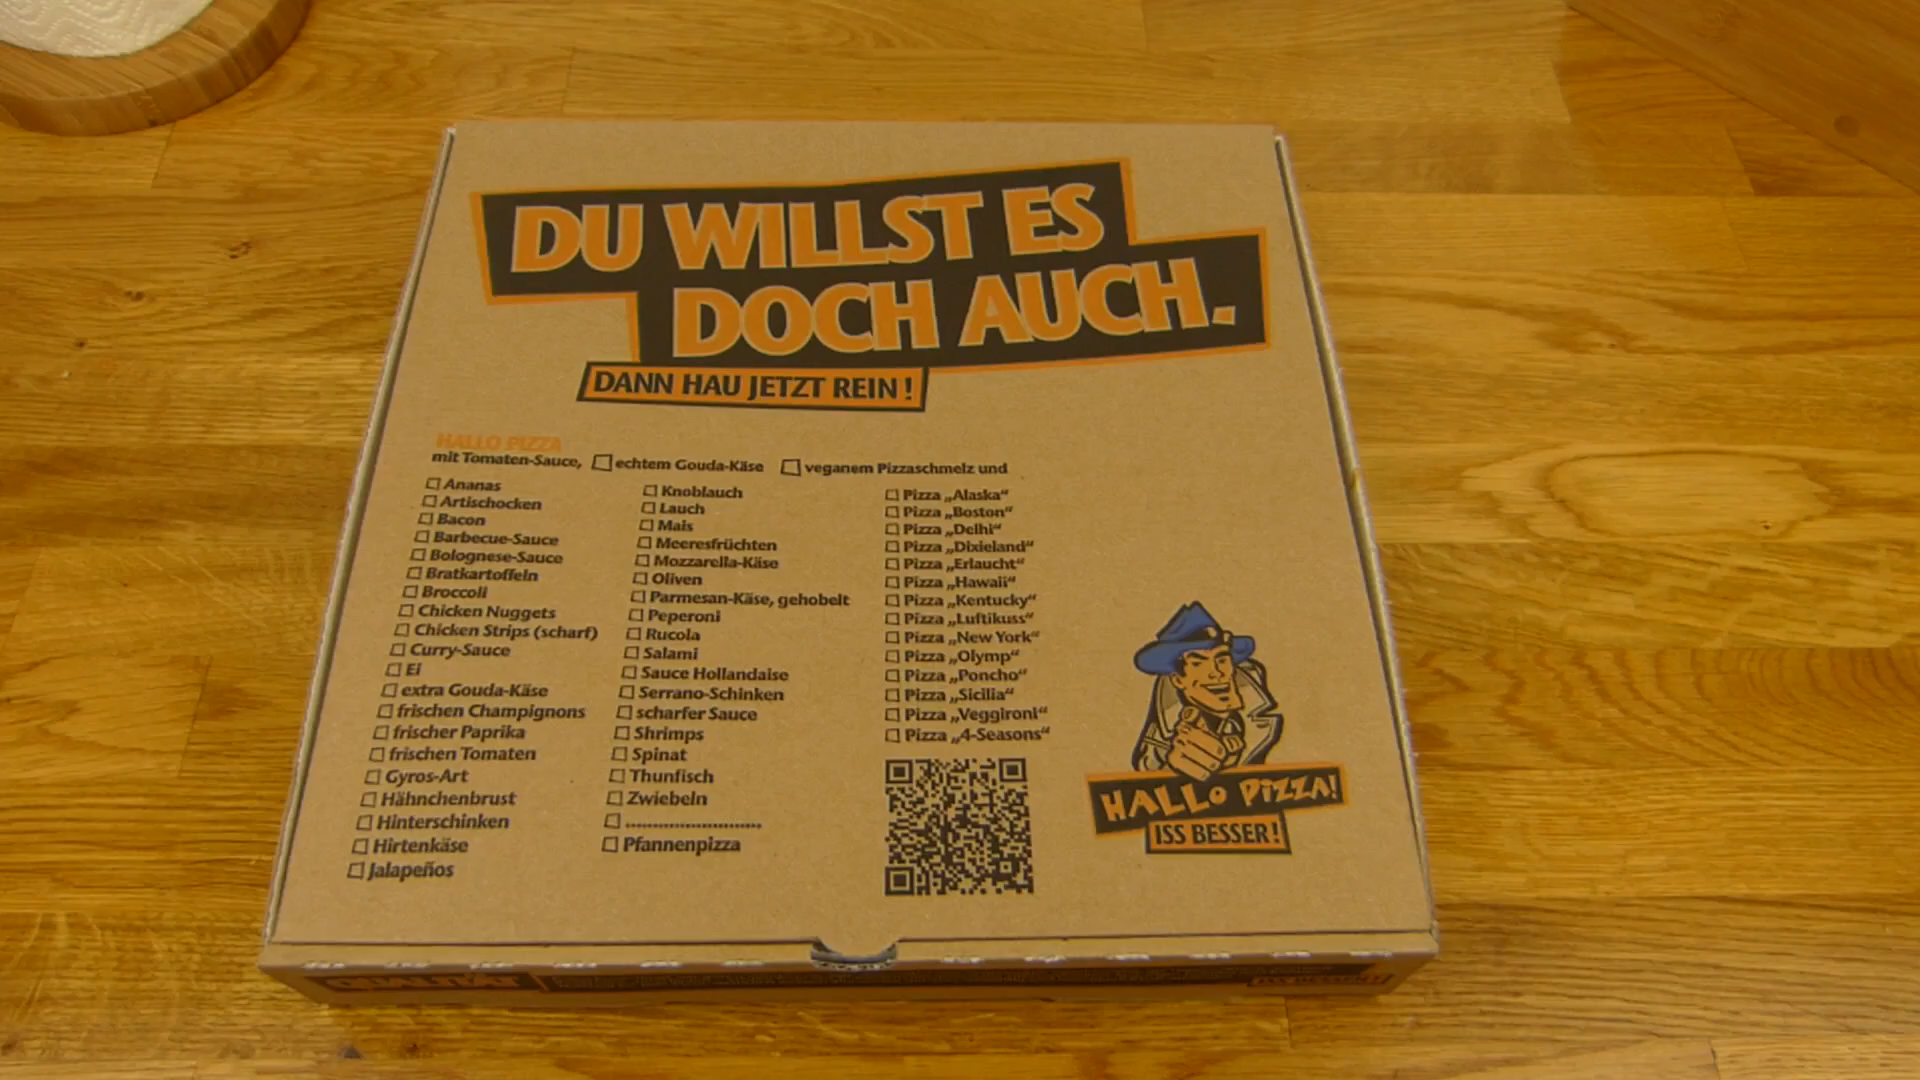 DU WILLST ES
DOCH AUCH.
DANN HAU JETZT REIN!
HALLO PIZZA
mit Tomaten-Sauce, echtem Gouda-Käse veganem Pizzaschmelz und
Ananas
Artischocken
Bacon
Barbecue-Sauce
Bolognese-Sauce
Bratkartoffeln
Broccoli
Chicken Nuggets
Chicken Strips (scharf)
Curry-Sauce
Ei
extra Gouda-Käse
frischen Champignons
frischer Paprika
frischen Tomaten
Gyros-Art
Hähnchenbrust
Hinterschinken
Hirtenkäse
Jalapeños
Knoblauch
Lauch
Mais
Meeresfrüchten
Mozzarella-Käse
Oliven
Parmesan-Käse, gehobelt
Peperoni
Rucola
Salami
Sauce Hollandaise
Serrano-Schinken
scharfer Sauce
Shrimps
Spinat
Thunfisch
Zwiebeln
........................
Pfannenpizza
Pizza „Alaska“
Pizza „Boston“
Pizza „Delhi“
Pizza „Dixieland“
Pizza „Erlaucht“
Pizza „Hawaii“
Pizza „Kentucky“
Pizza „Luftikuss“
Pizza „New York“
Pizza „Olymp“
Pizza „Poncho“
Pizza „Sicilia“
Pizza „Veggironi“
Pizza „4-Seasons“
HALLO PIZZA!
ISS BESSER!
QUALITÄT
ISS BESSER!